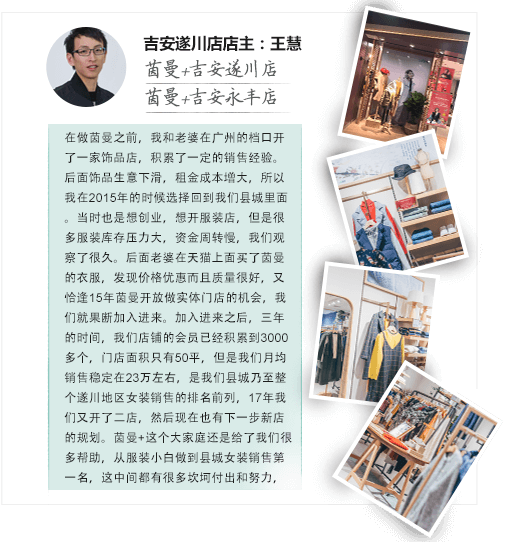 吉安遂川店店主：王慧
茵曼+吉安遂川店
茵曼+吉安永丰店
在做茵曼之前，我和老婆在广州的档口开
了一家饰品店，积累了一定的销售经验。
后面饰品生意下滑，租金成本增大，所以
我在2015年的时候选择回到我们县城里面
。当时也是想创业，想开服装店，但是很
多服装库存压力大，资金周转慢，我们观
察了很久。后面老婆在天猫上面买了茵曼
的衣服，发现价格优惠而且质量很好，又
恰逢15年茵曼开放做实体门店的机会，我
们就果断加入进来。加入进来之后，三年
的时间，我们店铺的会员已经积累到3000
多个，门店面积只有50平，但是我们月均
销售稳定在23万左右，是我们县城乃至整
个遂川地区女装销售的排名前列，17年我
们又开了二店，然后现在也有下一步新店
的规划。茵曼+这个大家庭还是给了我们很
多帮助，从服装小白做到县城女装销售第
一名，这中间都有很多坎坷付出和努力，